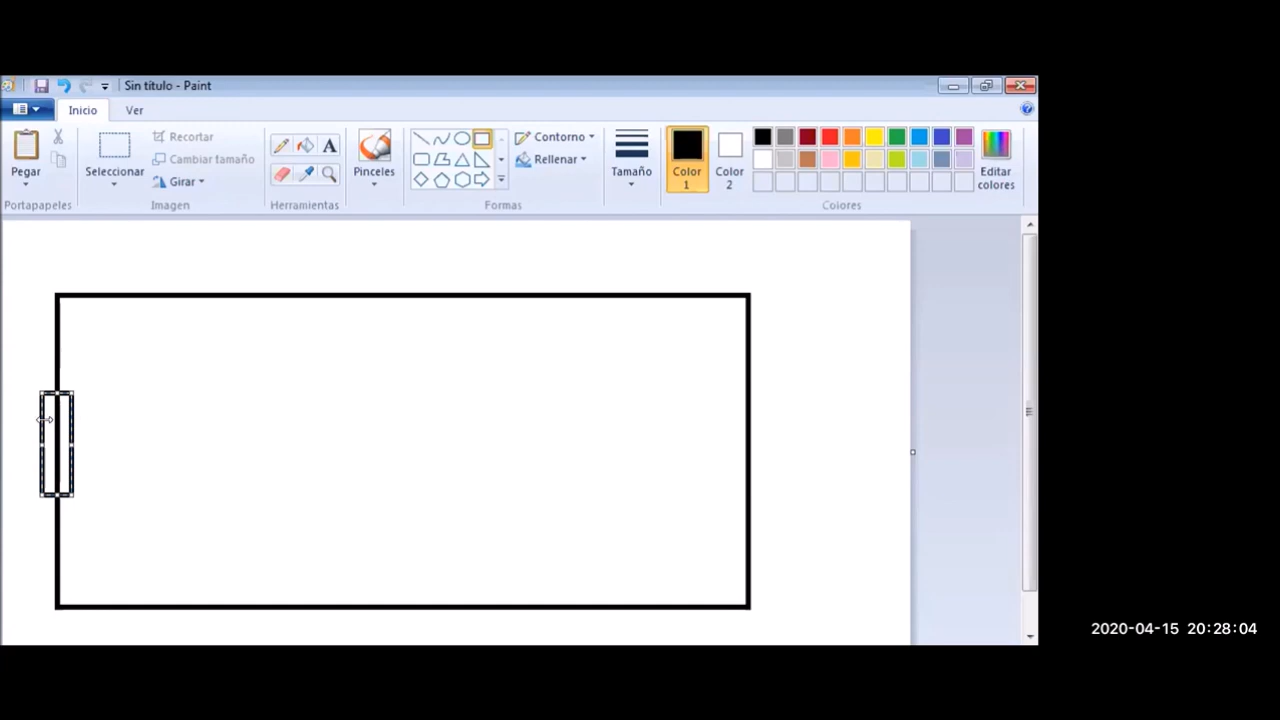 Sin título - Paint
Inicio Ver
Pegar
Portapapeles
Seleccionar
Recortar
Cambiar tamaño
Girar
Imagen
A
Herramientas
Pinceles
Contorno
Rellenar
Formas
Tamaño
Color
1
Color
2
Editar
colores
Colores
2020-04-15 20:28:04